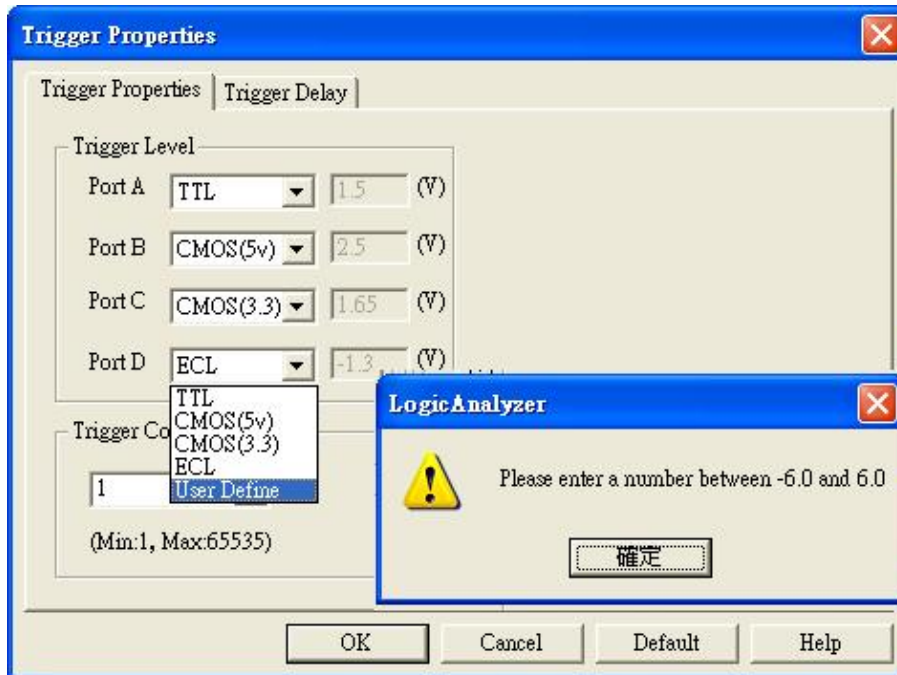 Trigger Properties
Trigger Properties Trigger Delay
Trigger Level
Port A TTL 1.5 (V)
Port B CMOS(5v) 2.5 (V)
Port C CMOS(3.3) 1.65 (V)
Port D ECL -1.3 (V)
TTL
CMOS(5v)
CMOS(3.3)
ECL
User Define
Trigger Co
1
(Min:1, Max:65535)
LogicAnalyzer
Please enter a number between -6.0 and 6.0
確定
OK Cancel Default Help